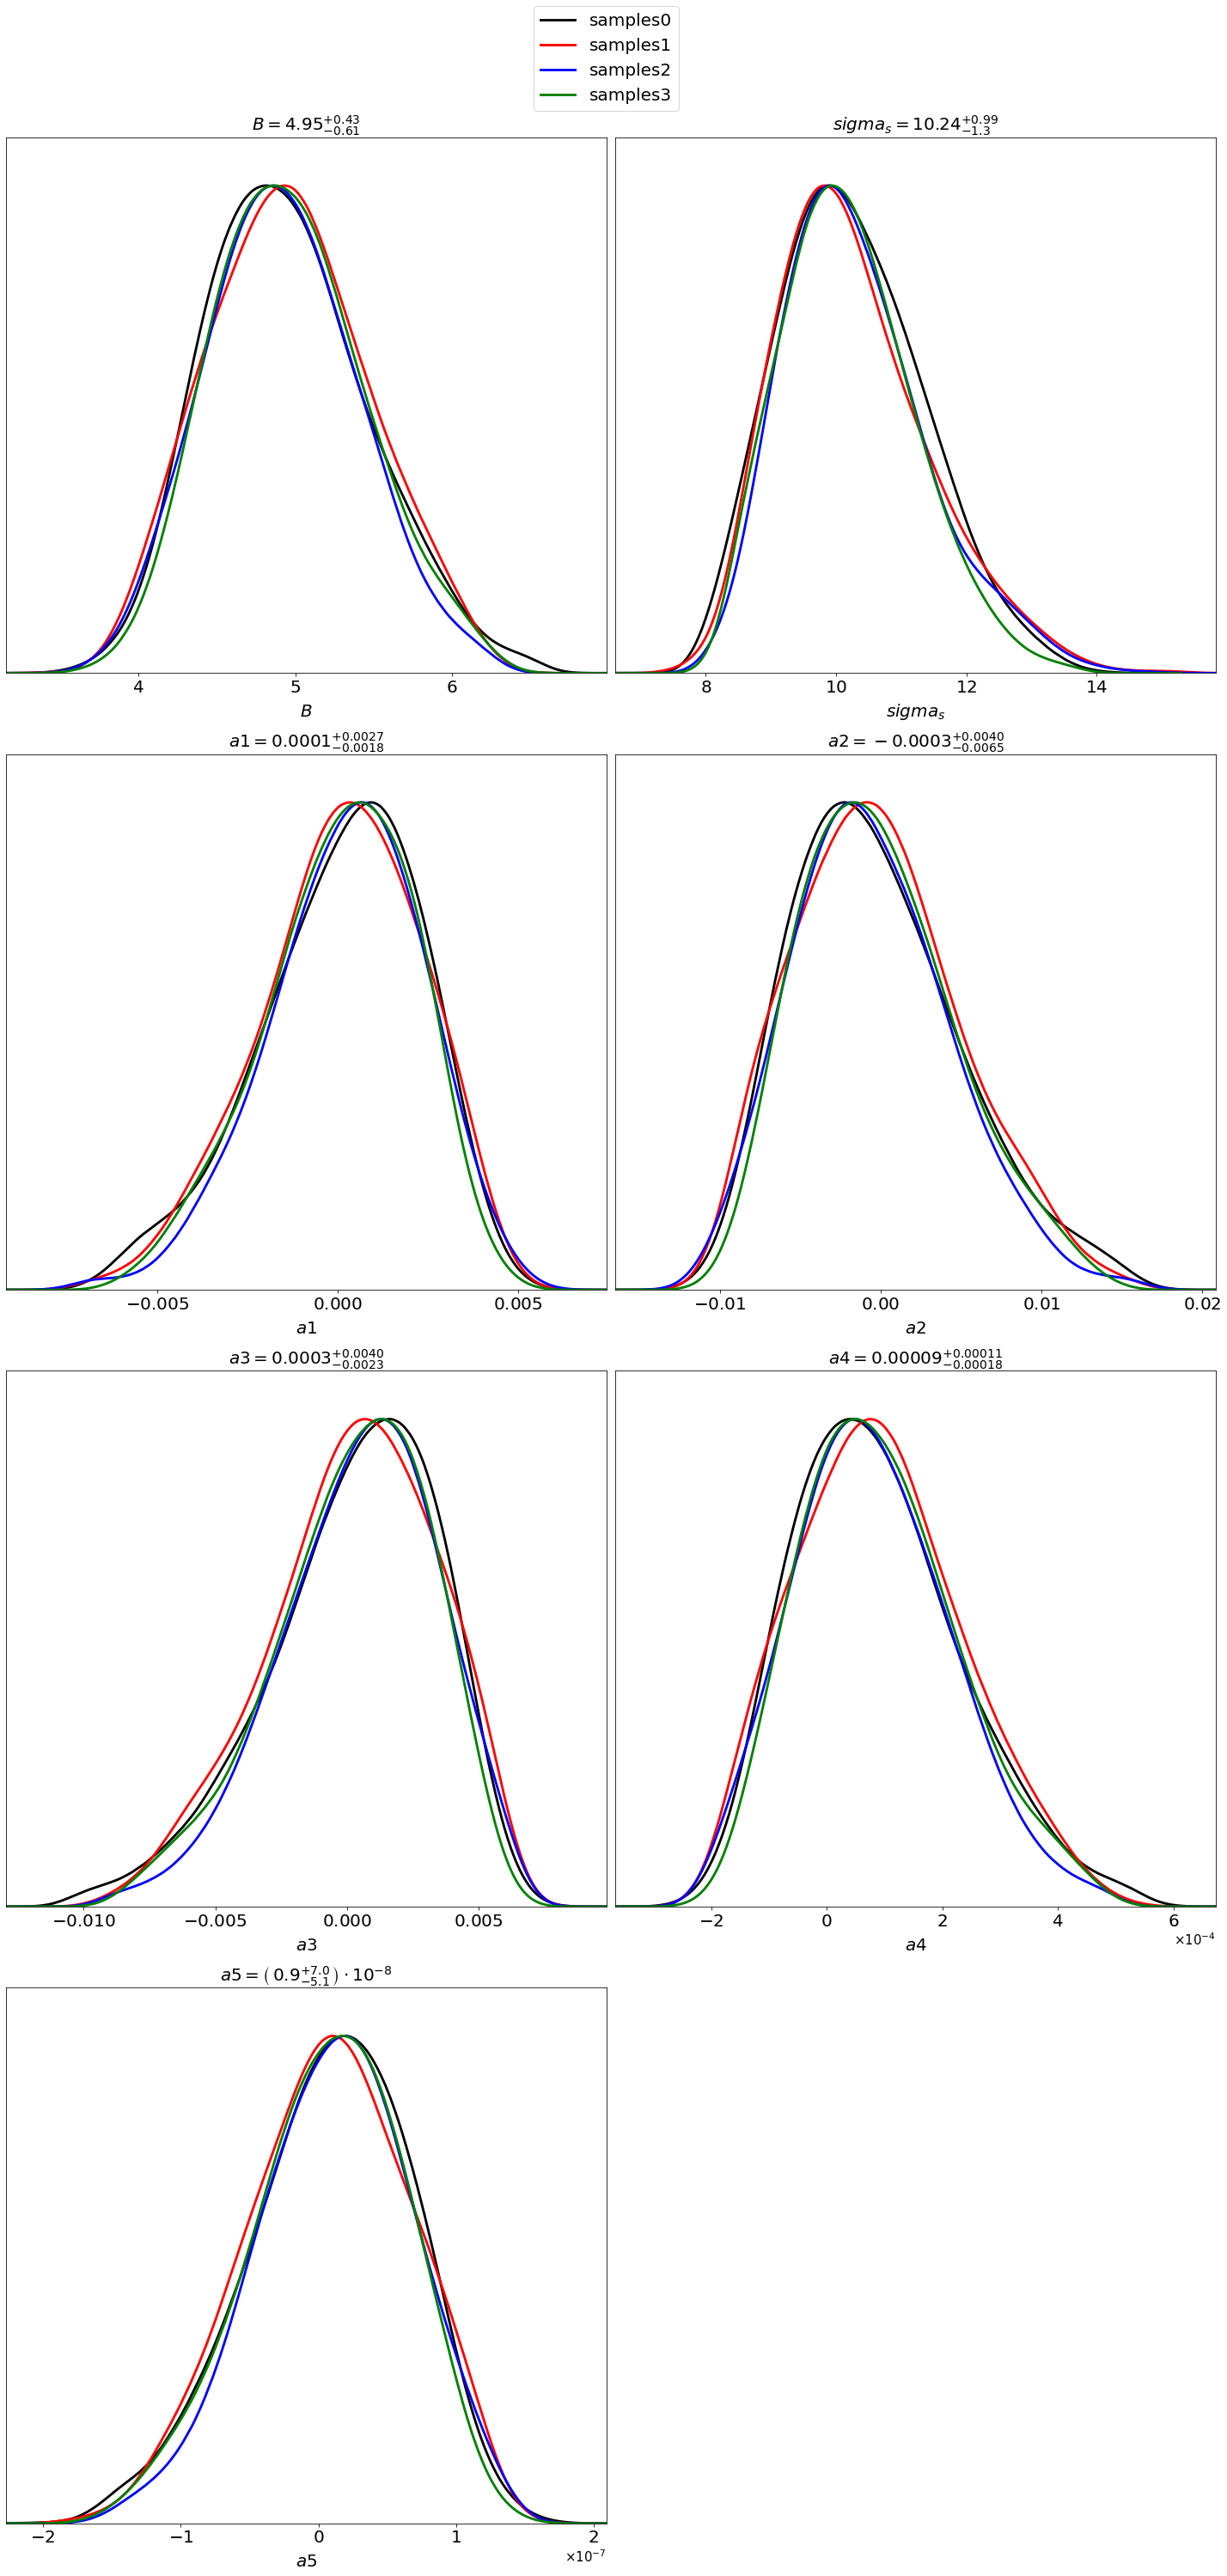 samples0
samples1
samples2
samples3
B = 4.95^{+0.43}_{-0.61}
sigma_s = 10.24^{+0.99}_{-1.3}
4 5 6
8 10 12 14
B
sigma_s
a1 = 0.0001^{+0.0027}_{-0.0018}
a2 = −0.0003^{+0.0040}_{-0.0065}
−0.005 0.000 0.005
−0.01 0.00 0.01 0.02
a1
a2
a3 = 0.0003^{+0.0040}_{-0.0023}
a4 = 0.00009^{+0.00011}_{-0.00018}
−0.010 −0.005 0.000 0.005
−2 0 2 4 6
×10^{−4}
a3
a4
a5 = (0.9^{+7.0}_{-5.1}) · 10^{−8}
−2 −1 0 1 2
×10^{−7}
a5